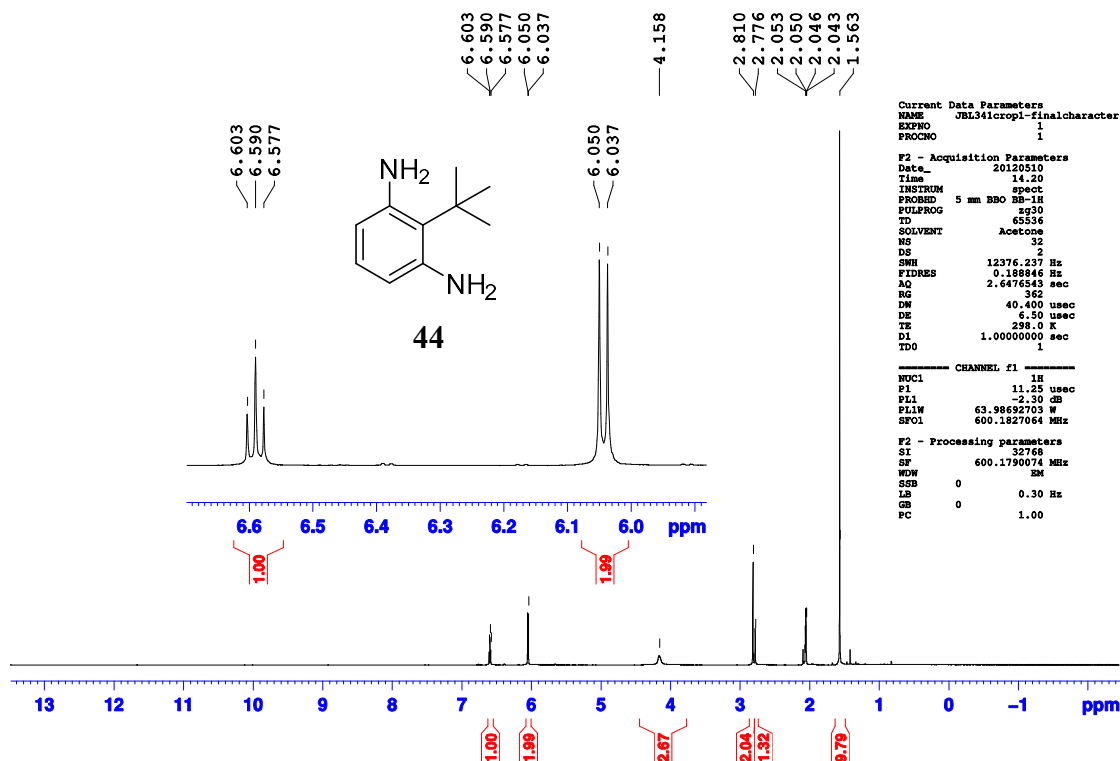 6.603
6.590
6.577
6.050
6.037
4.158
2.810
2.776
2.053
2.050
2.046
2.043
1.563
6.603
6.590
6.577
6.050
6.037
NH2
NH2
44
6.6 6.5 6.4 6.3 6.2 6.1 6.0 ppm
1.00
1.99
13 12 11 10 9 8 7 6 5 4 3 2 1 0 -1 ppm
1.00
1.99
2.67
2.04
1.32
9.79
Current Data Parameters
NAME JBL341crop1-finalcharacter
EXPNO 1
PROCNO 1
F2 - Acquisition Parameters
Date_ 20120510
Time 14.20
INSTRUM spect
PROBHD 5 mm BBO BB-1H
PULPROG zg30
TD 65536
SOLVENT Acetone
NS 32
DS 2
SWH 12376.237 Hz
FIDRES 0.188846 Hz
AQ 2.6476543 sec
RG 362
DW 40.400 usec
DE 6.50 usec
TE 298.0 K
D1 1.00000000 sec
TD0 1
======== CHANNEL f1 ========
NUC1 1H
P1 11.25 usec
PL1 -2.30 dB
PL1W 63.98692703 W
SFO1 600.1827064 MHz
F2 - Processing parameters
SI 32768
SF 600.1790074 MHz
WDW EM
SSB 0
LB 0.30 Hz
GB 0
PC 1.00